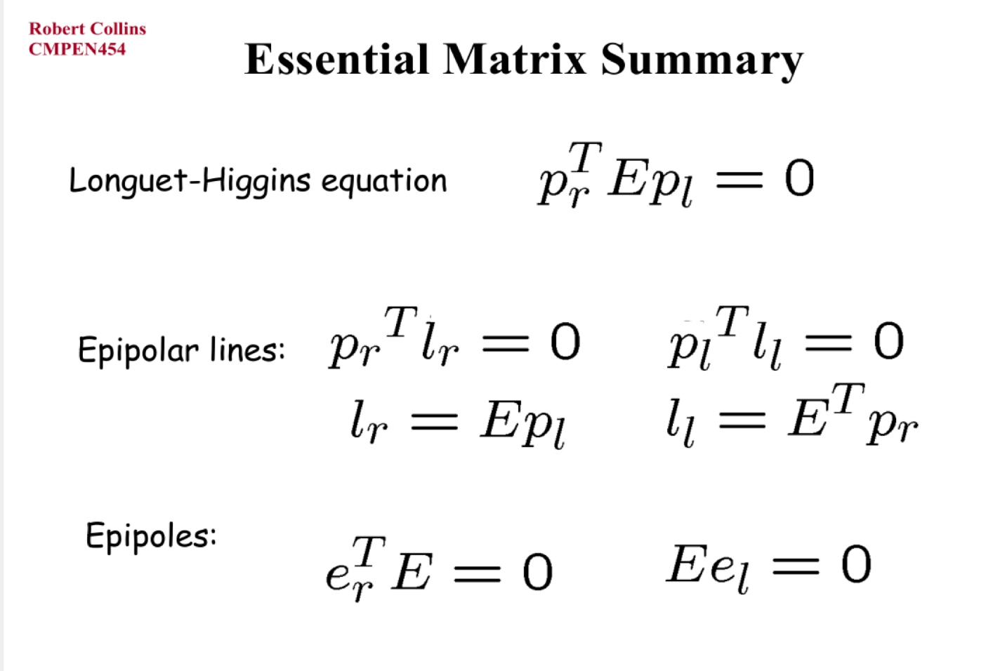 Robert Collins
CMPEN454
Essential Matrix Summary
Longuet-Higgins equation $p_r^T E p_l = 0$
Epipolar lines: ${p_r}^T l_r = 0$ ${p_l}^T l_l = 0$
$l_r = E p_l$ $l_l = E^T p_r$
Epipoles:
$e_r^T E = 0$ $E e_l = 0$